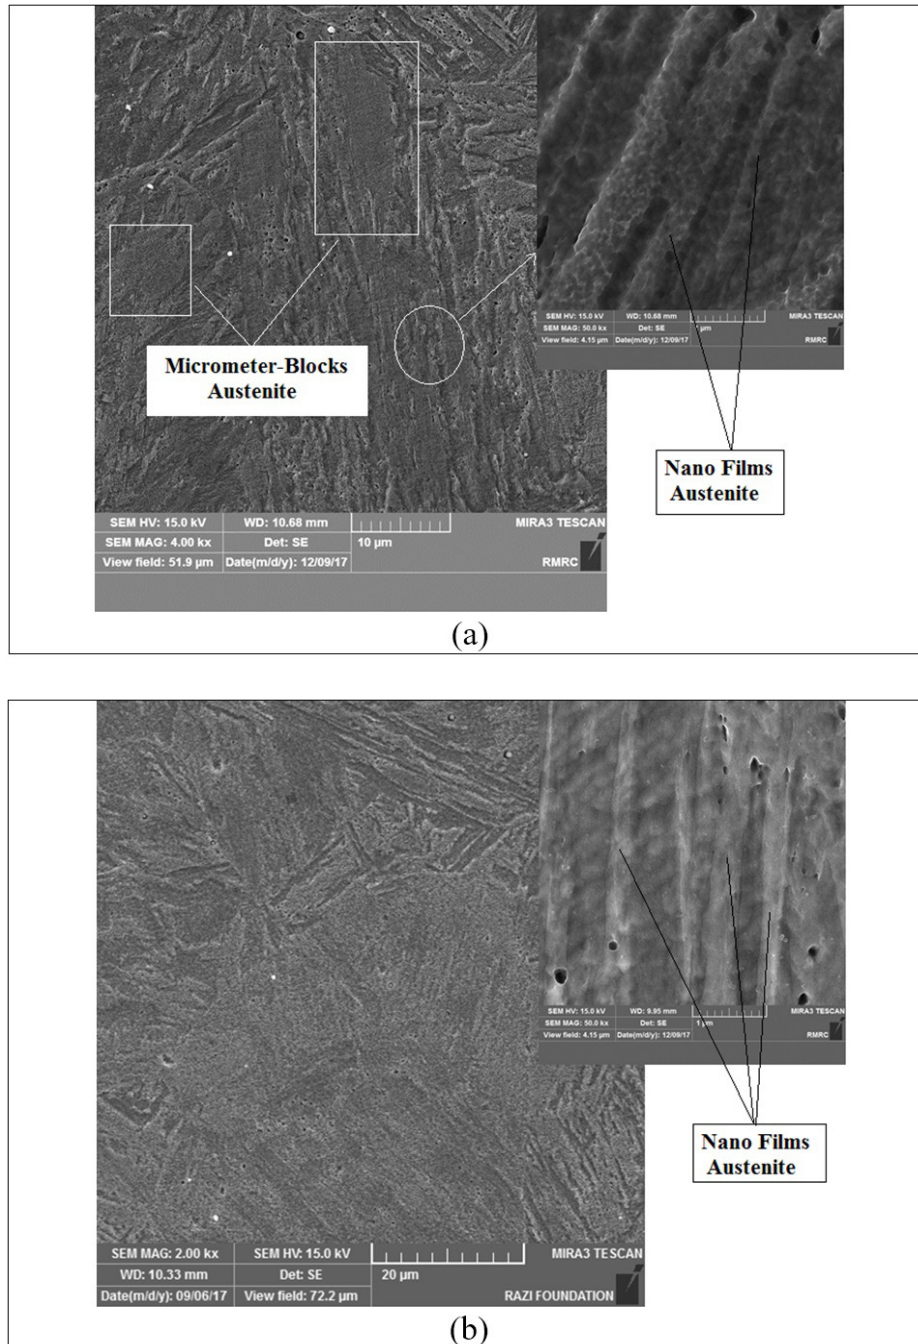 Micrometer-Blocks
Austenite
SEM HV: 15.0 kV WD: 10.68 mm MIRA3 TESCAN
SEM MAG: 50.0 kx Det: SE µm
View field: 4.15 µm Date(m/d/y): 12/09/17 RMRC
Nano Films
Austenite
SEM HV: 15.0 kV WD: 10.68 mm MIRA3 TESCAN
SEM MAG: 4.00 kx Det: SE 10 µm
View field: 51.9 µm Date(m/d/y): 12/09/17 RMRC
(a)
SEM HV: 15.0 kV WD: 9.95 mm MIRA3 TESCAN
SEM MAG: 50.0 kx Det: SE 1 µm
View field: 4.15 µm Date(m/d/y): 12/09/17 RMRC
Nano Films
Austenite
SEM MAG: 2.00 kx SEM HV: 15.0 kV MIRA3 TESCAN
WD: 10.33 mm Det: SE 20 µm
Date(m/d/y): 09/06/17 View field: 72.2 µm RAZI FOUNDATION
(b)